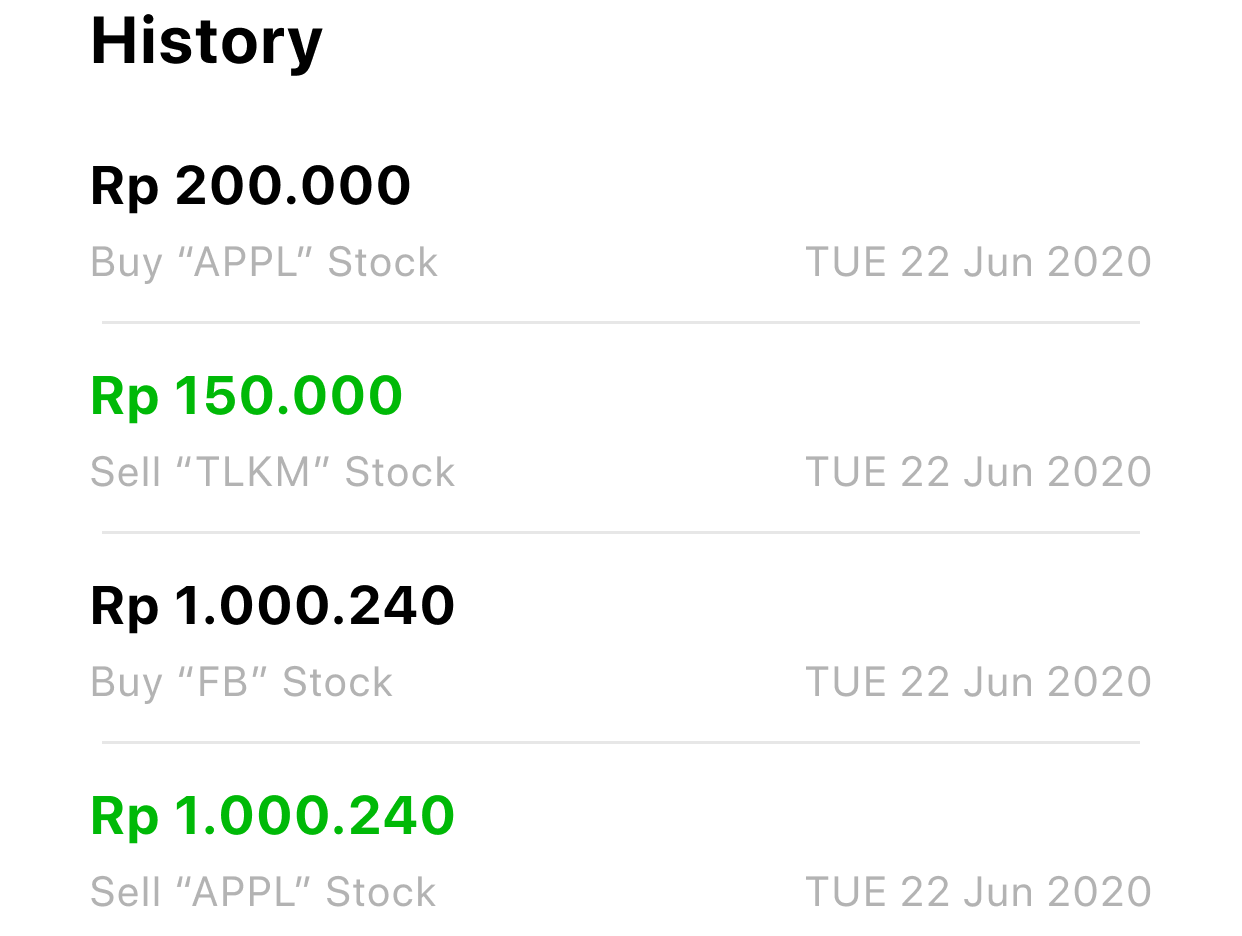 History
Rp 200.000
Buy “APPL” Stock TUE 22 Jun 2020
Rp 150.000
Sell “TLKM” Stock TUE 22 Jun 2020
Rp 1.000.240
Buy “FB” Stock TUE 22 Jun 2020
Rp 1.000.240
Sell “APPL” Stock TUE 22 Jun 2020